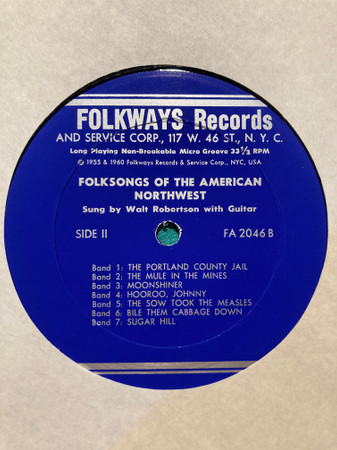 FOLKWAYS Records
AND SERVICE CORP., 117 W. 46 ST., N. Y. C.
Long Playing Non-Breakable Micro Groove 33 1/3 RPM
© 1955 & 1960 Folkways Records & Service Corp., NYC, USA
FOLKSONGS OF THE AMERICAN
NORTHWEST
Sung by Walt Robertson with Guitar
SIDE II FA 2046 B
Band 1: THE PORTLAND COUNTY JAIL
Band 2: THE MULE IN THE MINES
Band 3: MOONSHINER
Band 4: HOOROO, JOHNNY
Band 5: THE SOW TOOK THE MEASLES
Band 6: BILE THEM CABBAGE DOWN
Band 7: SUGAR HILL